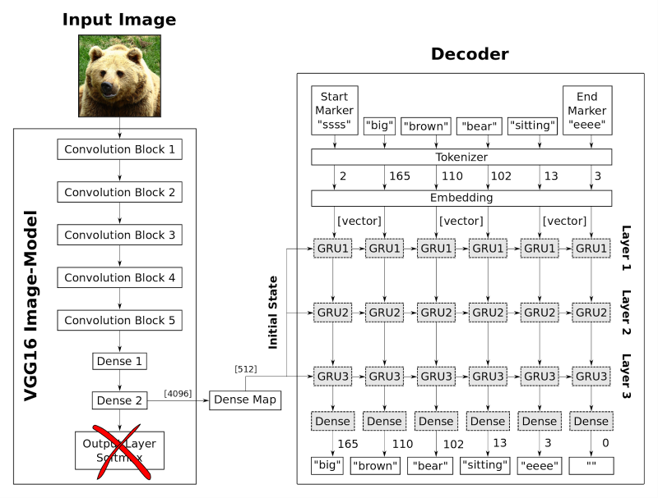 Input Image
Decoder
VGG16 Image-Model
Convolution Block 1
Convolution Block 2
Convolution Block 3
Convolution Block 4
Convolution Block 5
Dense 1
Dense 2
[4096]
Output Layer
Softmax
Dense Map
[512]
Initial State
Start
Marker
"ssss"
"big"
"brown"
"bear"
"sitting"
End
Marker
"eeee"
Tokenizer
2 165 110 102 13 3
Embedding
[vector] [vector] [vector]
GRU1 GRU1 GRU1 GRU1 GRU1 GRU1
Layer 1
GRU2 GRU2 GRU2 GRU2 GRU2 GRU2
Layer 2
GRU3 GRU3 GRU3 GRU3 GRU3 GRU3
Layer 3
Dense Dense Dense Dense Dense Dense
165 110 102 13 3 0
"big" "brown" "bear" "sitting" "eeee" ""